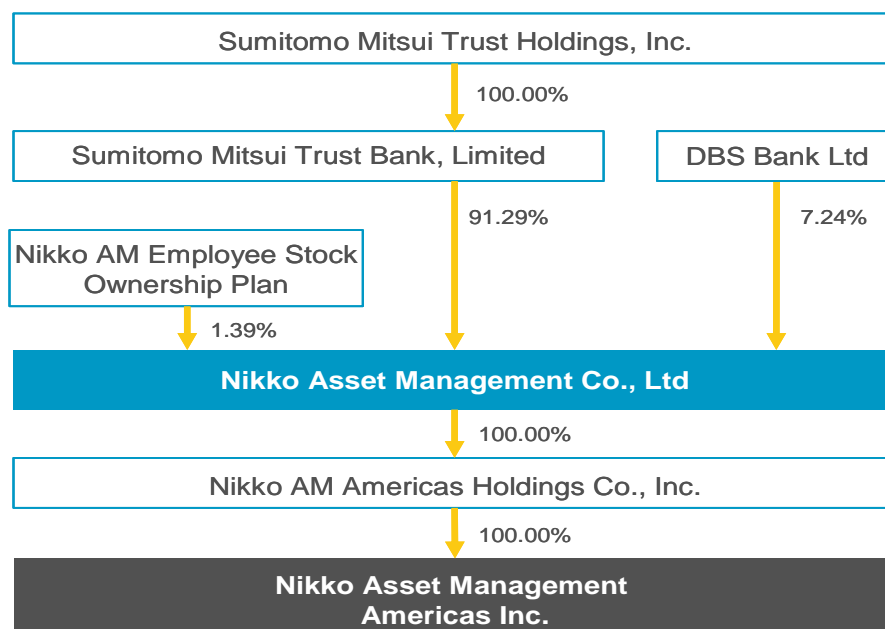 Sumitomo Mitsui Trust Holdings, Inc.
100.00%
Sumitomo Mitsui Trust Bank, Limited
DBS Bank Ltd
91.29%
7.24%
Nikko AM Employee Stock
Ownership Plan
1.39%
Nikko Asset Management Co., Ltd
100.00%
Nikko AM Americas Holdings Co., Inc.
100.00%
Nikko Asset Management
Americas Inc.